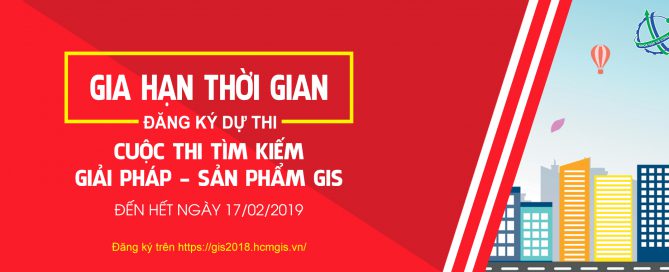 GIA HẠN THỜI GIAN
ĐĂNG KÝ DỰ THI
CUỘC THI TÌM KIẾM
GIẢI PHÁP – SẢN PHẨM GIS
ĐẾN HẾT NGÀY 17/02/2019
Đăng ký trên https://gis2018.hcmgis.vn/